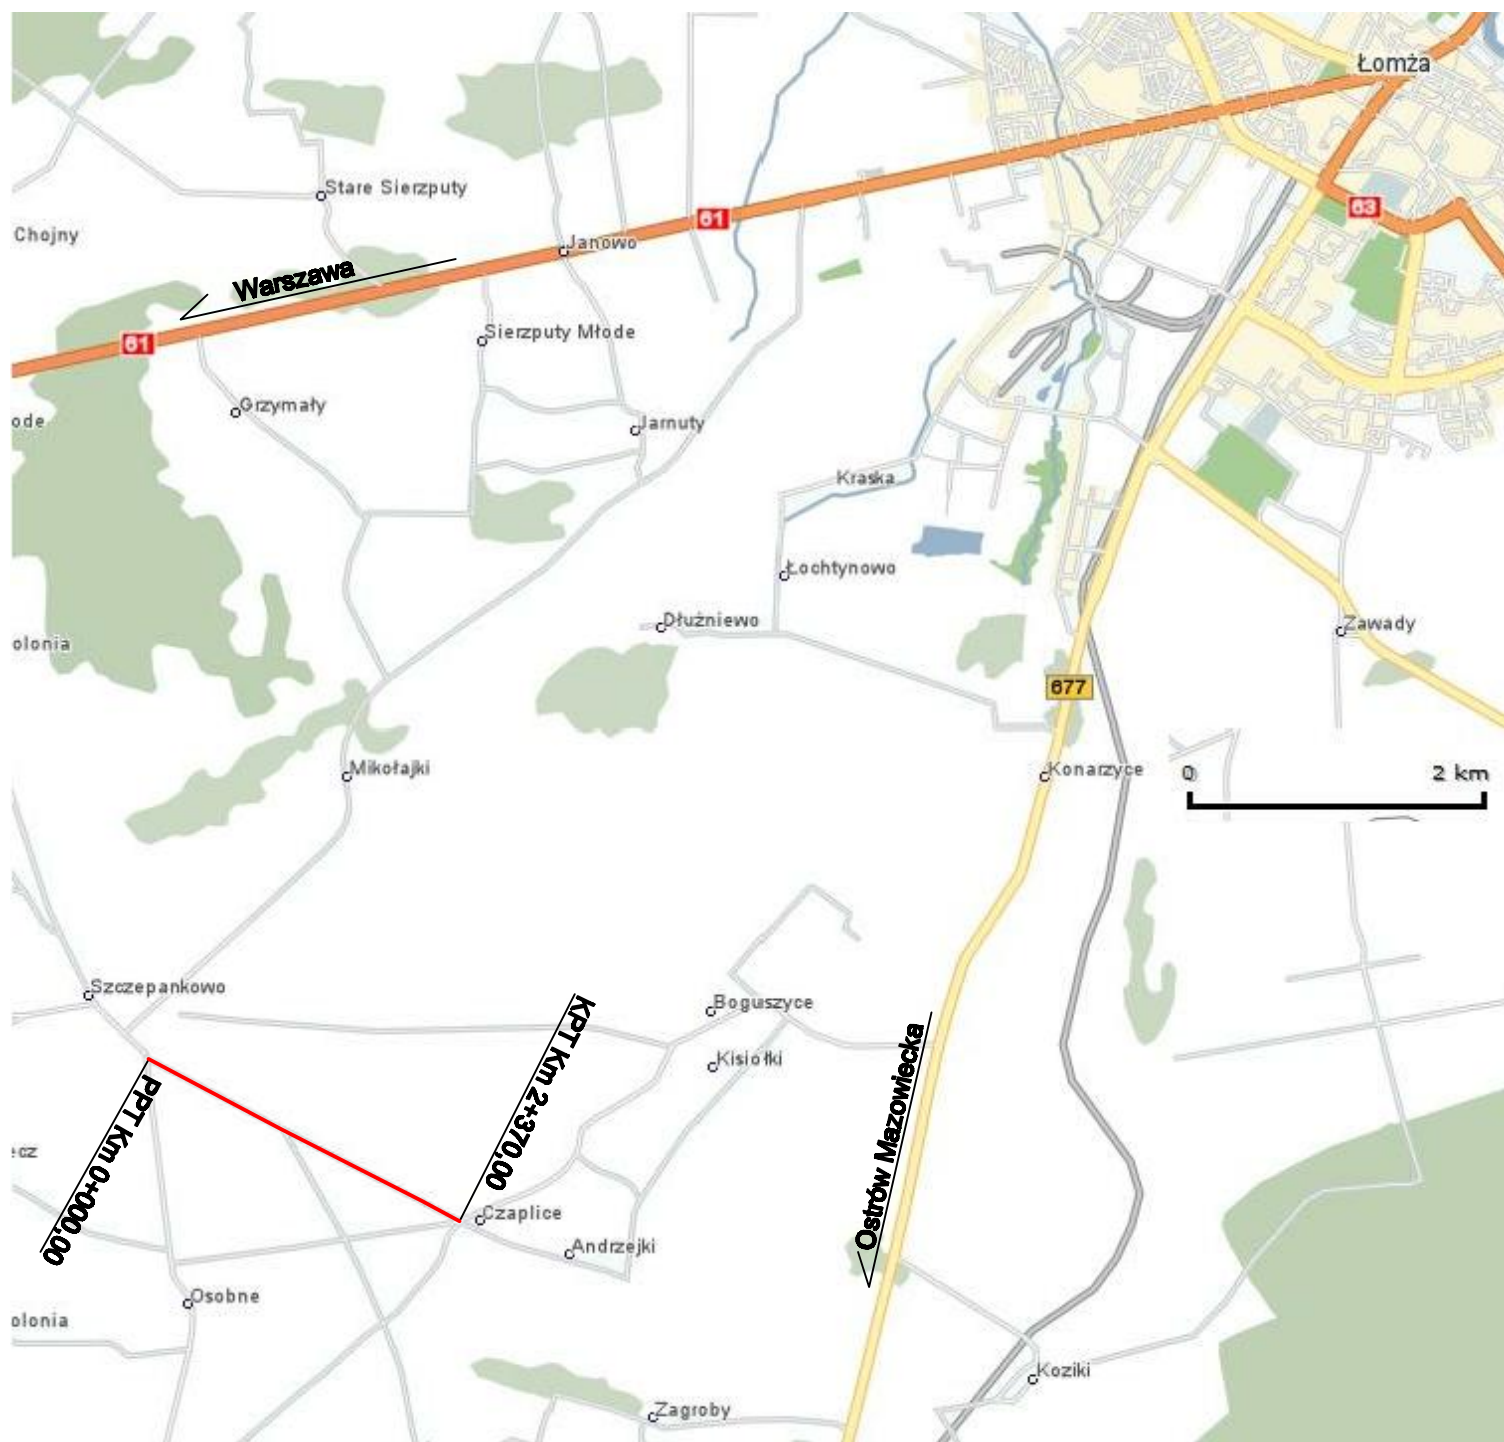 Łomża
Stare Sierzputy
63
61
Chojny
Janowo
Warszawa
Sierzputy Młode
61
Grzymały
ode
Jarnuty
Kraska
Łochtynowo
Dłużniewo
Zawady
olonia
677
Mikołajki
Konarzyce
0
2 km
Szczepankowo
Boguszyce
KPT Km 2+370,00
Kisiołki
Ostrów Mazowiecka
PPT Km 0+000,00
ecz
Czaplice
Andrzejki
Osobne
olonia
Koziki
Zagroby